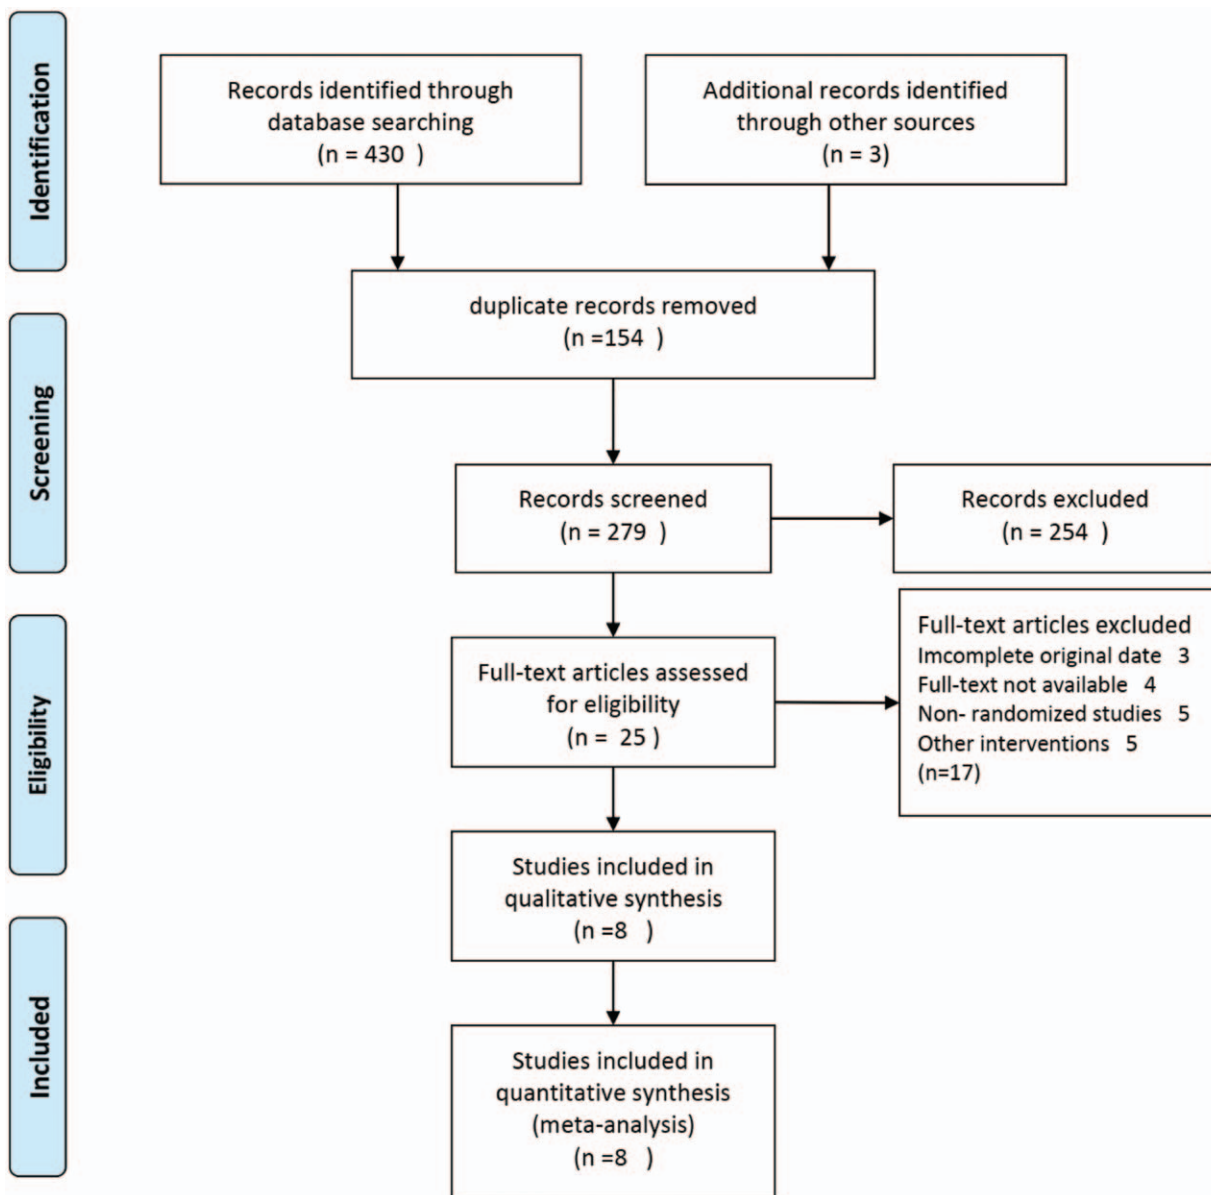 Identification
Records identified through
database searching
(n = 430 )
Additional records identified
through other sources
(n = 3)
duplicate records removed
(n =154 )
Screening
Records screened
(n = 279 )
Records excluded
(n = 254 )
Eligibility
Full-text articles assessed
for eligibility
(n = 25 )
Full-text articles excluded
Imcomplete original date 3
Full-text not available 4
Non- randomized studies 5
Other interventions 5
(n=17)
Studies included in
qualitative synthesis
(n =8 )
Included
Studies included in
quantitative synthesis
(meta-analysis)
(n =8 )